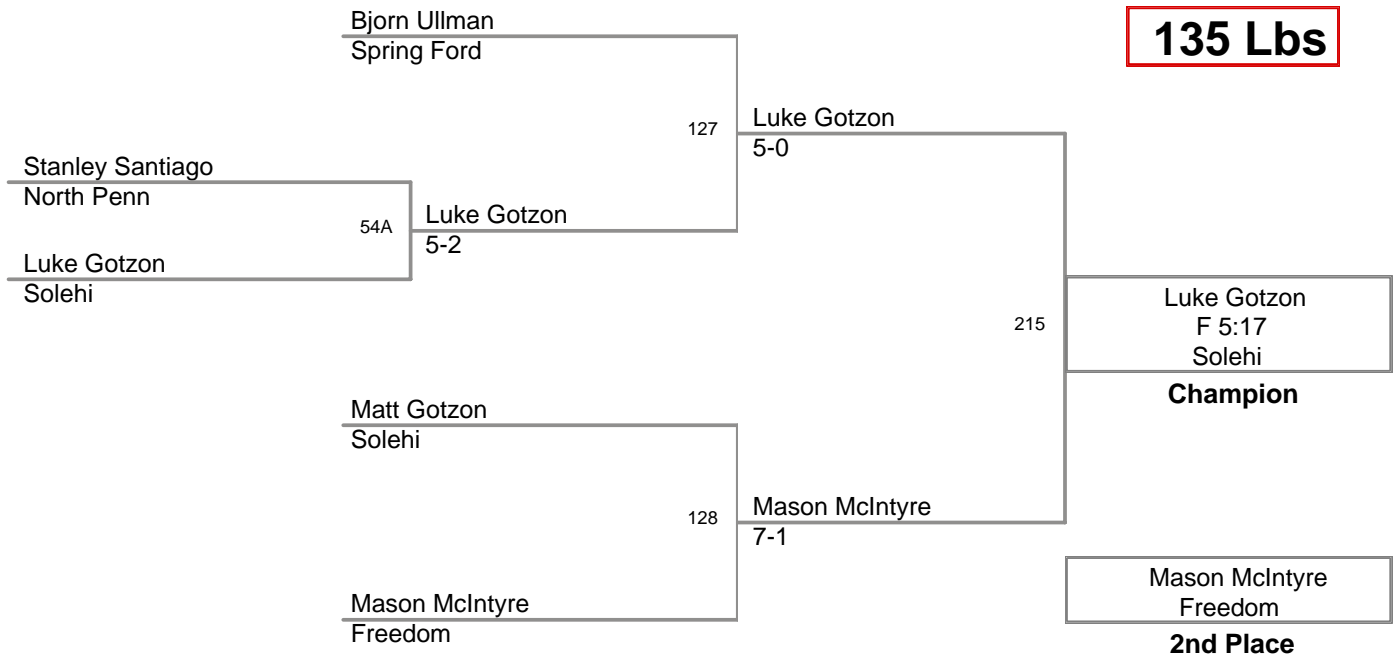 Bjorn Ullman
Spring Ford
135 Lbs
127
Luke Gotzon
5-0
Stanley Santiago
North Penn
54A
Luke Gotzon
5-2
Luke Gotzon
Solehi
215
Luke Gotzon
F 5:17
Solehi
Champion
Matt Gotzon
Solehi
128
Mason McIntyre
7-1
Mason McIntyre
Freedom
Mason McIntyre
Freedom
2nd Place